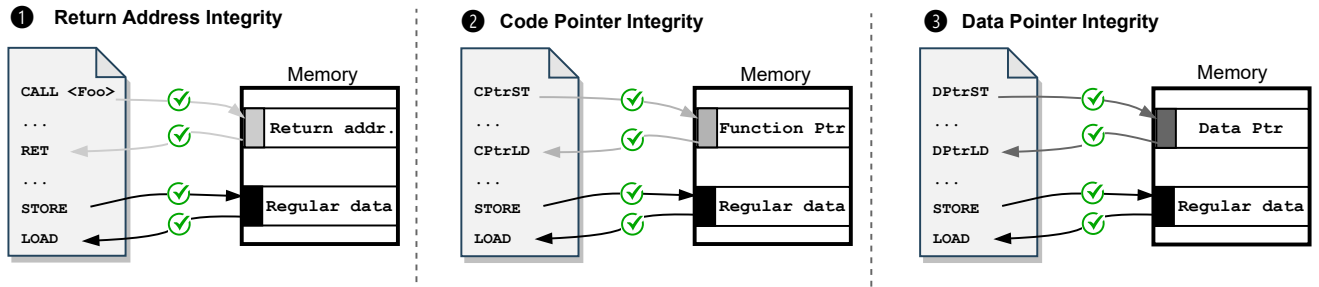 ❶ Return Address Integrity
Memory
CALL <Foo>
...
RET
...
STORE
LOAD
Return addr.
Regular data
❷ Code Pointer Integrity
Memory
CPtrST
...
CPtrLD
...
STORE
LOAD
Function Ptr
Regular data
❸ Data Pointer Integrity
Memory
DPtrST
...
DPtrLD
...
STORE
LOAD
Data Ptr
Regular data